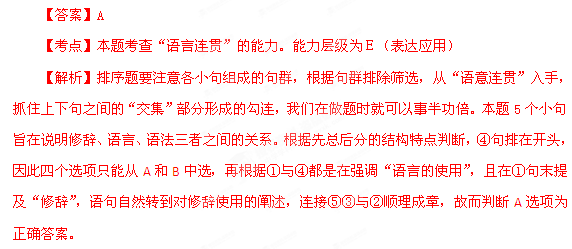 【答案】A
【考点】本题考查“语言连贯”的能力。能力层级为E（表达应用）
【解析】排序题要注意各小句组成的句群，根据句群排除筛选，从“语意连贯”入手，
抓住上下句之间的“交集”部分形成的勾连，我们在做题时就可以事半功倍。本题5个小句
旨在说明修辞、语言、语法三者之间的关系。根据先总后分的结构特点判断，④句排在开头，
因此四个选项只能从A和B中选，再根据①与④都是在强调“语言的使用”，且在①句末提
及“修辞”，语句自然转到对修辞使用的阐述，连接⑤③与②顺理成章，故而判断A选项为
正确答案。